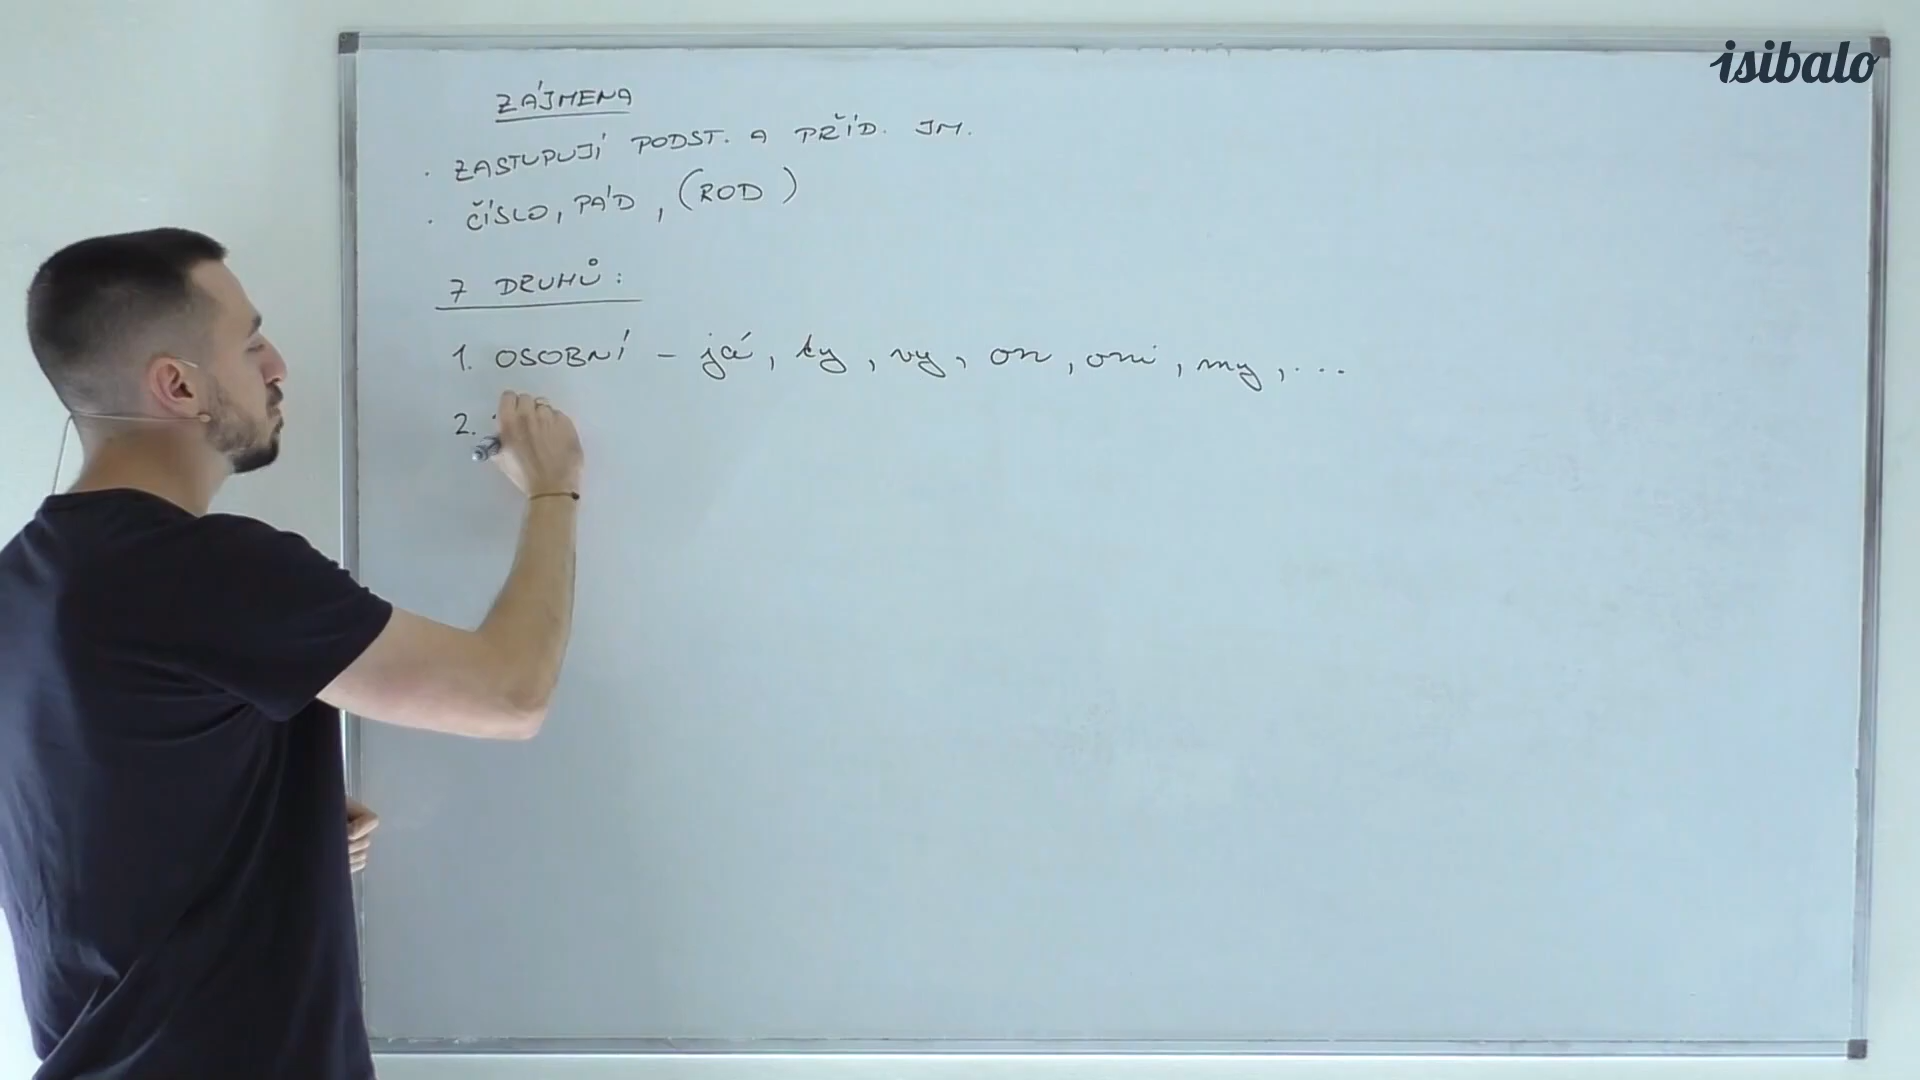 isibalo
ZÁJMENA
· ZASTUPUJÍ PODST. A PŘÍD. JM.
· ČÍSLO, PÁD, (ROD)
7 DRUHŮ:
1. OSOBNÍ – já, ty, vy, on, oni, my, ...
2.